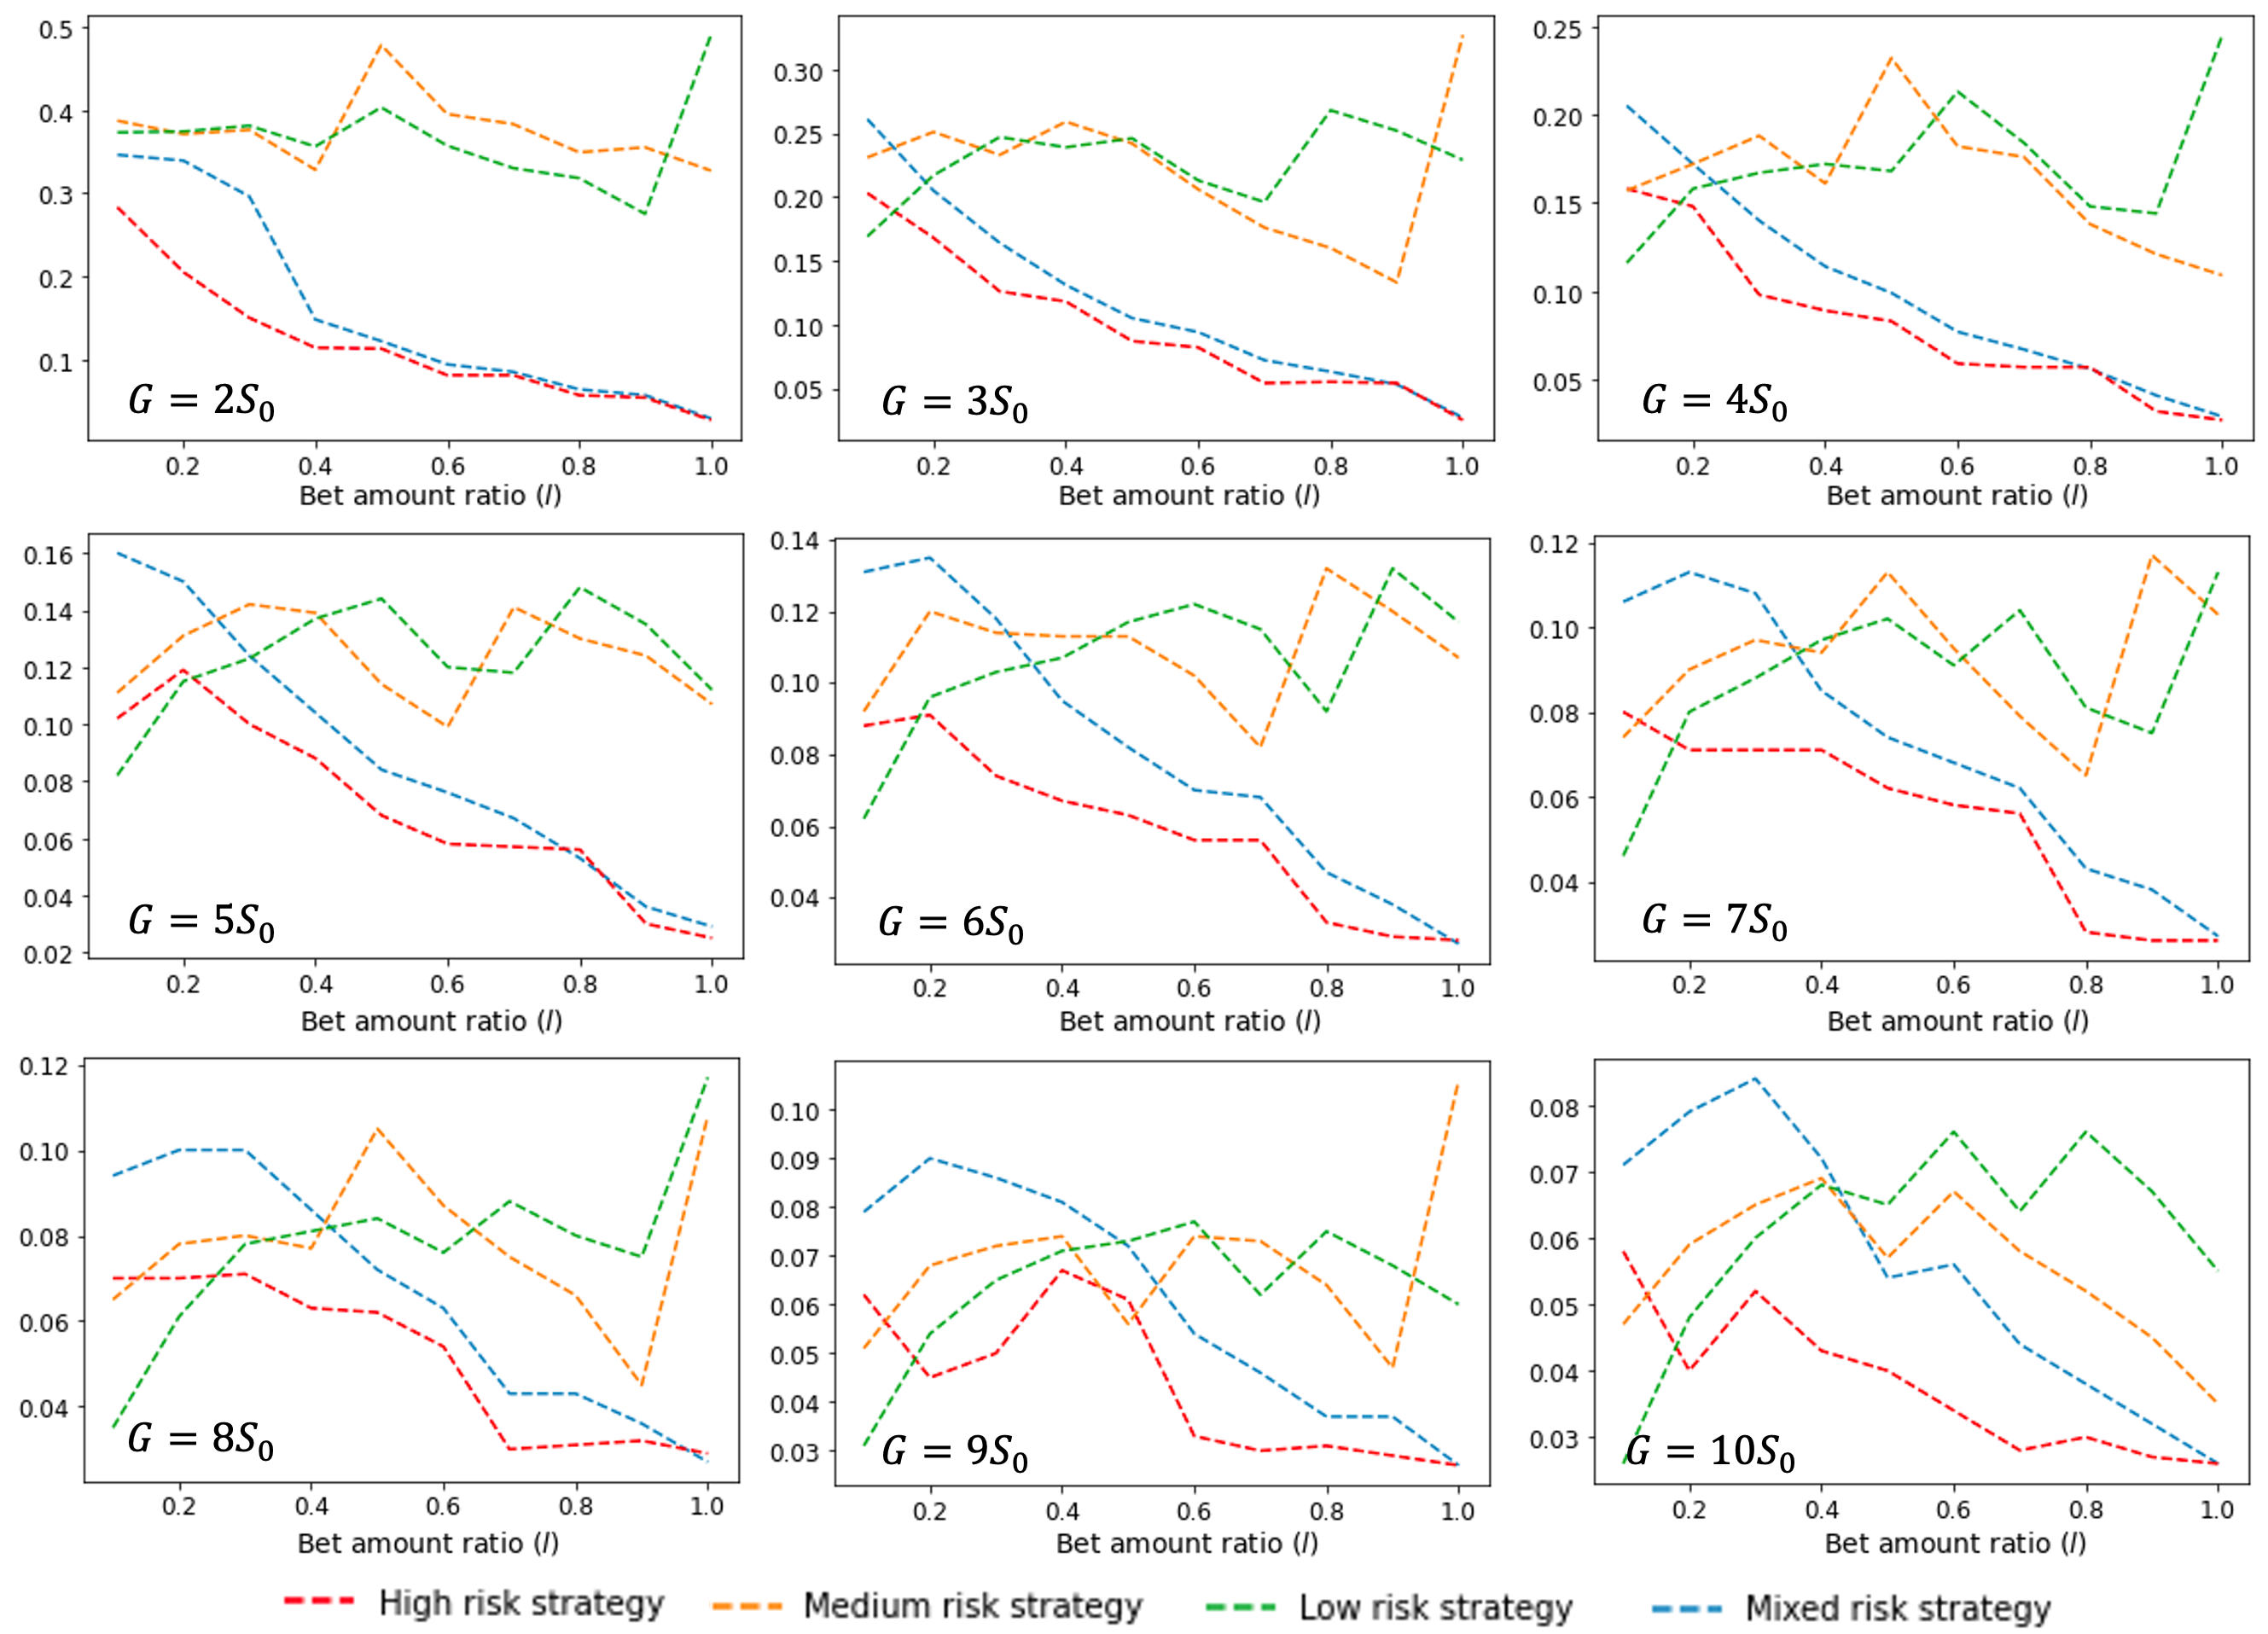 0.5
0.4
0.3
0.2
0.1
G = 2S₀
0.2 0.4 0.6 0.8 1.0
Bet amount ratio (l)
0.30
0.25
0.20
0.15
0.10
0.05
G = 3S₀
0.2 0.4 0.6 0.8 1.0
Bet amount ratio (l)
0.25
0.20
0.15
0.10
0.05
G = 4S₀
0.2 0.4 0.6 0.8 1.0
Bet amount ratio (l)
0.16
0.14
0.12
0.10
0.08
0.06
0.04
0.02
G = 5S₀
0.2 0.4 0.6 0.8 1.0
Bet amount ratio (l)
0.14
0.12
0.10
0.08
0.06
0.04
G = 6S₀
0.2 0.4 0.6 0.8 1.0
Bet amount ratio (l)
0.12
0.10
0.08
0.06
0.04
G = 7S₀
0.2 0.4 0.6 0.8 1.0
Bet amount ratio (l)
0.12
0.10
0.08
0.06
0.04
G = 8S₀
0.2 0.4 0.6 0.8 1.0
Bet amount ratio (l)
0.10
0.09
0.08
0.07
0.06
0.05
0.04
0.03
G = 9S₀
0.2 0.4 0.6 0.8 1.0
Bet amount ratio (l)
0.08
0.07
0.06
0.05
0.04
0.03
G = 10S₀
0.2 0.4 0.6 0.8 1.0
Bet amount ratio (l)
High risk strategy Medium risk strategy Low risk strategy Mixed risk strategy